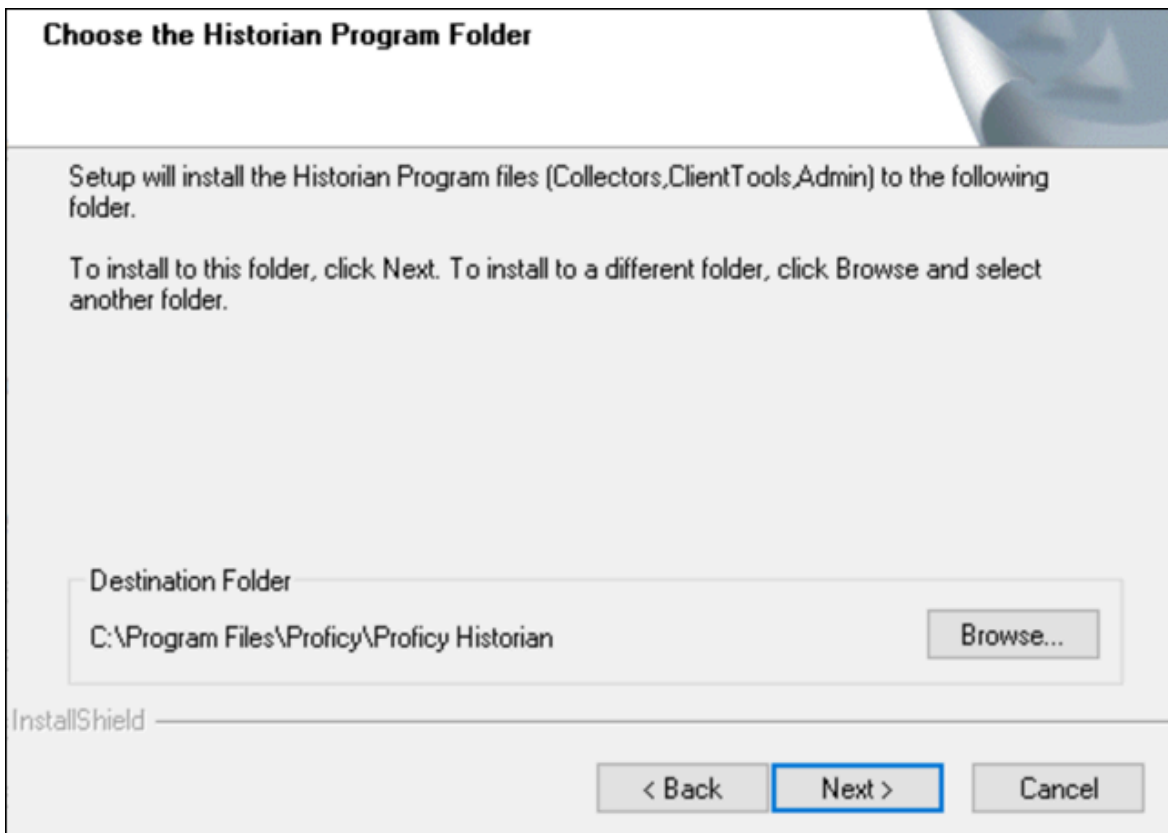 Choose the Historian Program Folder
Setup will install the Historian Program files (Collectors,ClientTools,Admin) to the following
folder.
To install to this folder, click Next. To install to a different folder, click Browse and select
another folder.
Destination Folder
C:\Program Files\Proficy\Proficy Historian
Browse...
InstallShield
< Back
Next >
Cancel